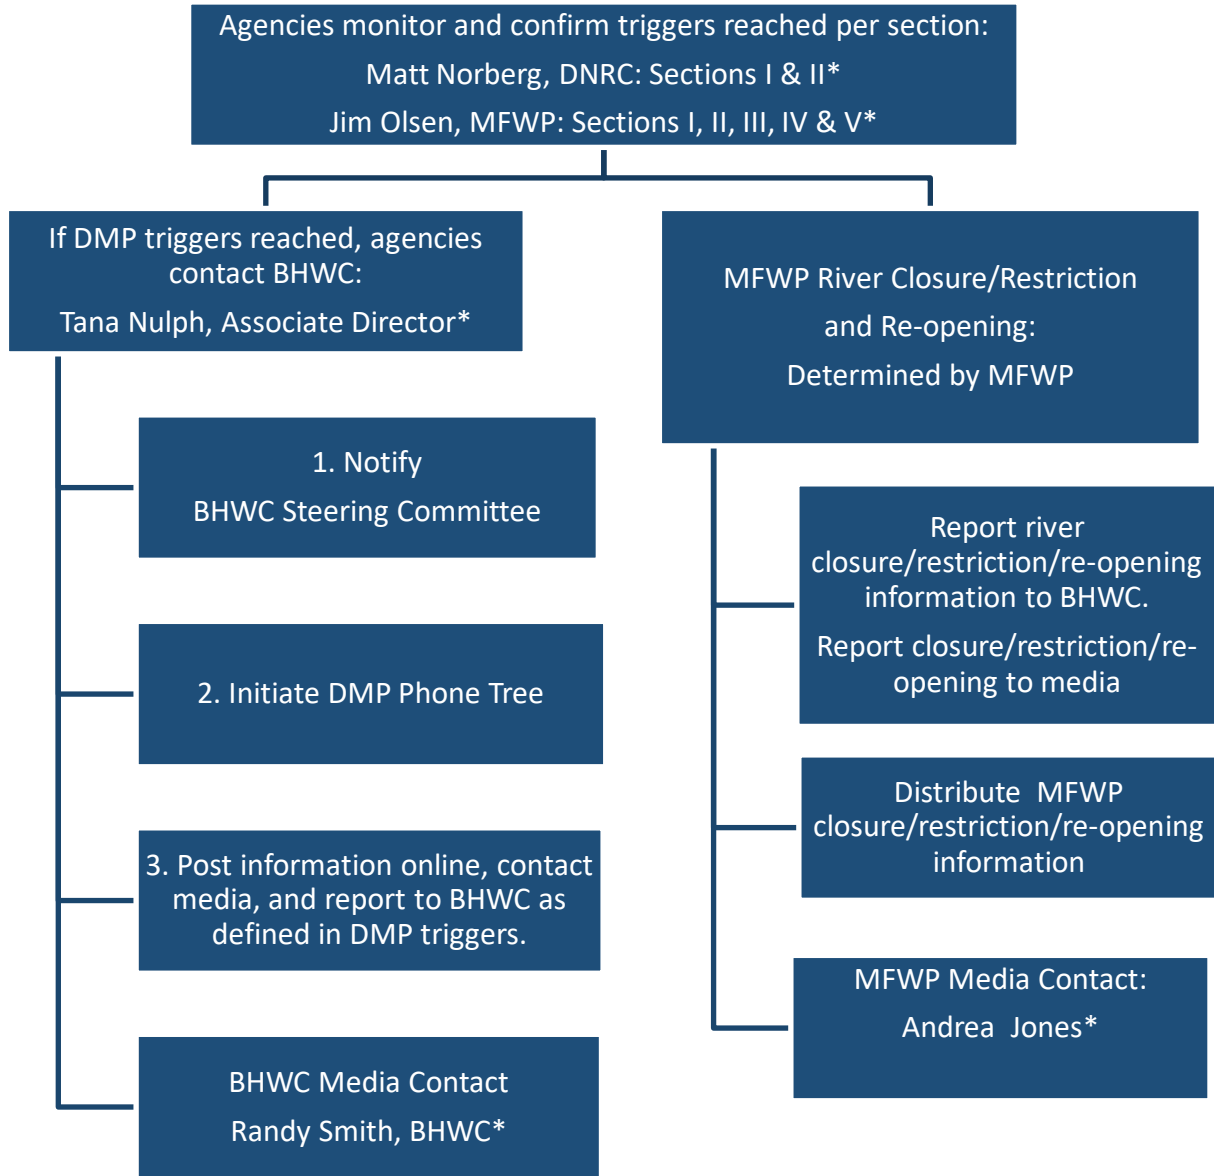 Agencies monitor and confirm triggers reached per section:
Matt Norberg, DNRC: Sections I & II*
Jim Olsen, MFWP: Sections I, II, III, IV & V*
If DMP triggers reached, agencies
contact BHWC:
Tana Nulph, Associate Director*
1. Notify
BHWC Steering Committee
2. Initiate DMP Phone Tree
3. Post information online, contact
media, and report to BHWC as
defined in DMP triggers.
BHWC Media Contact
Randy Smith, BHWC*
MFWP River Closure/Restriction
and Re-opening:
Determined by MFWP
Report river
closure/restriction/re-opening
information to BHWC.
Report closure/restriction/re-
opening to media
Distribute MFWP
closure/restriction/re-opening
information
MFWP Media Contact:
Andrea Jones*